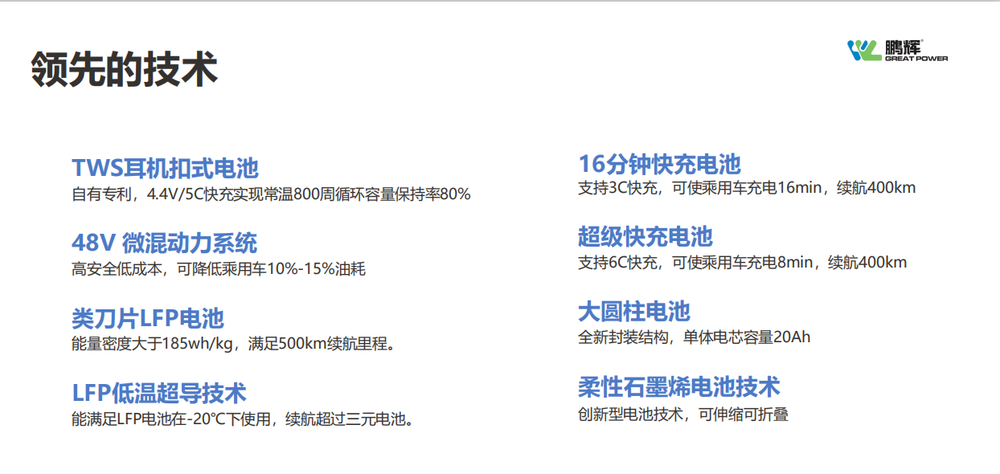 领先的技术
鹏辉®
GREAT POWER
TWS耳机扣式电池
自有专利，4.4V/5C快充实现常温800周循环容量保持率80%
48V 微混动力系统
高安全低成本，可降低乘用车10%-15%油耗
类刀片LFP电池
能量密度大于185wh/kg，满足500km续航里程。
LFP低温超导技术
能满足LFP电池在-20℃下使用，续航超过三元电池。
16分钟快充电池
支持3C快充，可使乘用车充电16min，续航400km
超级快充电池
支持6C快充，可使乘用车充电8min，续航400km
大圆柱电池
全新封装结构，单体电芯容量20Ah
柔性石墨烯电池技术
创新型电池技术，可伸缩可折叠